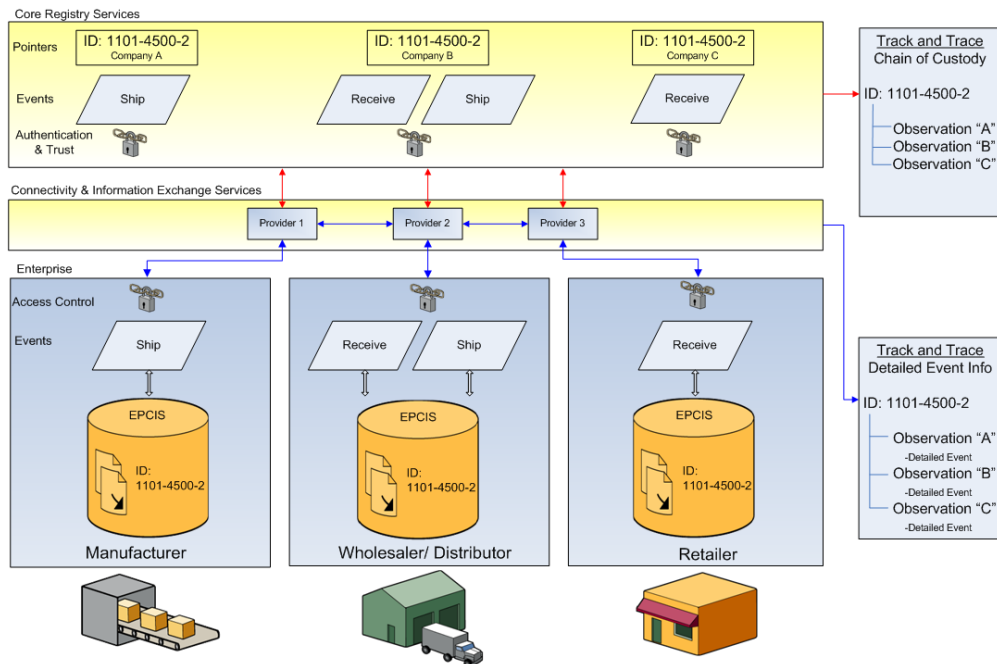 Core Registry Services
Pointers
ID: 1101-4500-2
Company A
ID: 1101-4500-2
Company B
ID: 1101-4500-2
Company C
Events
Ship
Receive
Ship
Receive
Authentication
& Trust
Track and Trace
Chain of Custody
ID: 1101-4500-2
Observation “A”
Observation “B”
Observation “C”
Connectivity & Information Exchange Services
Provider 1
Provider 2
Provider 3
Enterprise
Access Control
Events
Ship
Receive
Ship
Receive
EPCIS
ID:
1101-4500-2
EPCIS
ID:
1101-4500-2
EPCIS
ID:
1101-4500-2
Manufacturer
Wholesaler/ Distributor
Retailer
Track and Trace
Detailed Event Info
ID: 1101-4500-2
Observation “A”
-Detailed Event
Observation “B”
-Detailed Event
Observation “C”
-Detailed Event